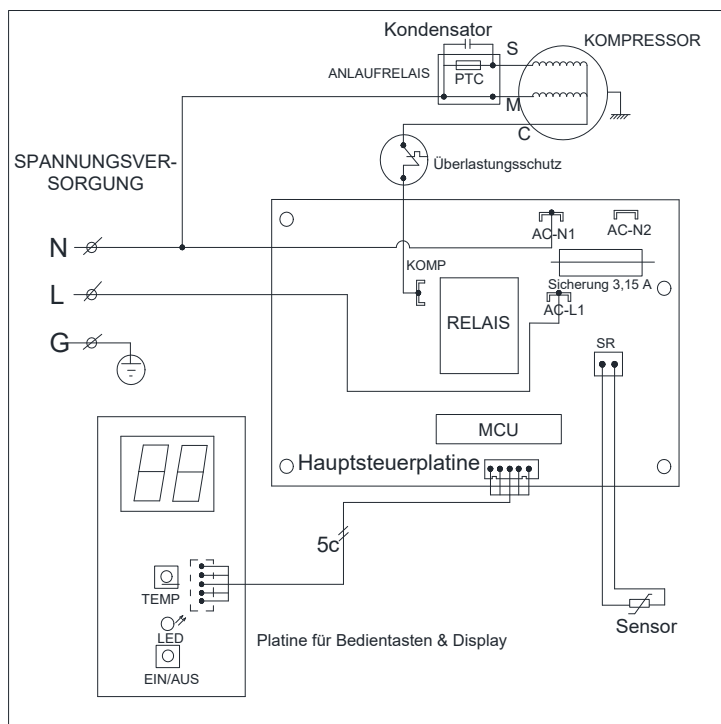 Kondensator
S
KOMPRESSOR
ANLAUFRELAIS
PTC
M
C
SPANNUNGSVER-
SORGUNG
Überlastungsschutz
N
AC-N1
AC-N2
KOMP
L
Sicherung 3,15 A
AC-L1
RELAIS
G
SR
MCU
Hauptsteuerplatine
5c
TEMP
LED
Sensor
Platine für Bedientasten & Display
EIN/AUS